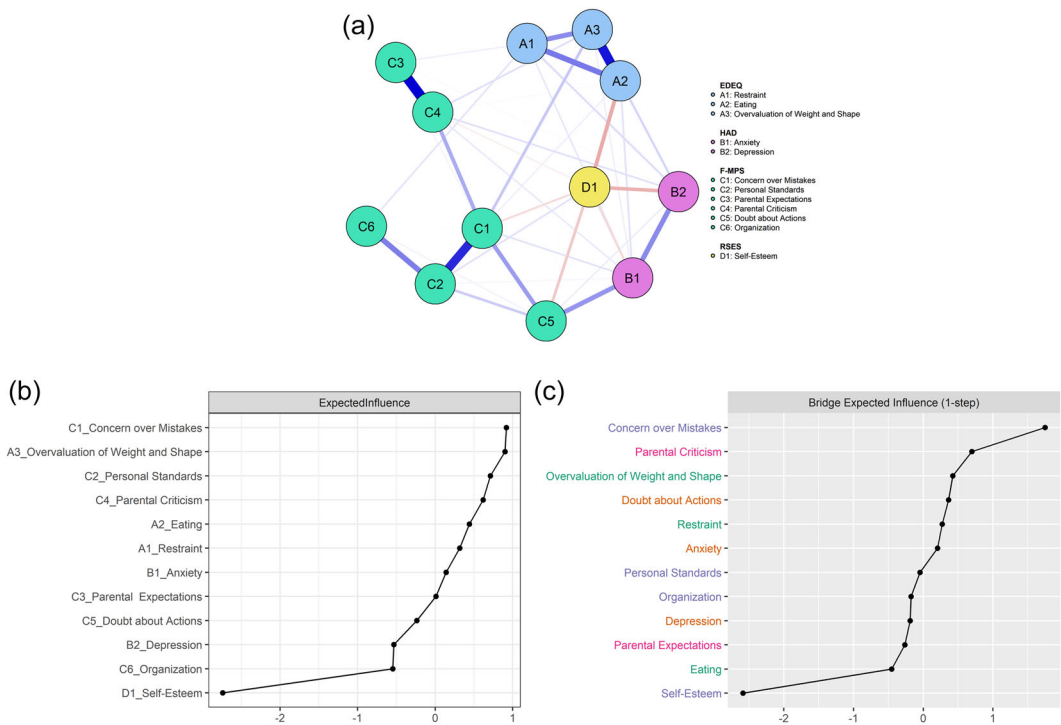 (a)
A3
A1
C3
A2
C4
D1
B2
C6
C1
C2
B1
C5
EDEQ
A1: Restraint
A2: Eating
A3: Overvaluation of Weight and Shape
HAD
B1: Anxiety
B2: Depression
F-MPS
C1: Concern over Mistakes
C2: Personal Standards
C3: Parental Expectations
C4: Parental Criticism
C5: Doubt about Actions
C6: Organization
RSES
D1: Self-Esteem
(b)
ExpectedInfluence
C1_Concern over Mistakes
A3_Overvaluation of Weight and Shape
C2_Personal Standards
C4_Parental Criticism
A2_Eating
A1_Restraint
B1_Anxiety
C3_Parental Expectations
C5_Doubt about Actions
B2_Depression
C6_Organization
D1_Self-Esteem
-2 -1 0 1
(c)
Bridge Expected Influence (1-step)
Concern over Mistakes
Parental Criticism
Overvaluation of Weight and Shape
Doubt about Actions
Restraint
Anxiety
Personal Standards
Organization
Depression
Parental Expectations
Eating
Self-Esteem
-2 -1 0 1